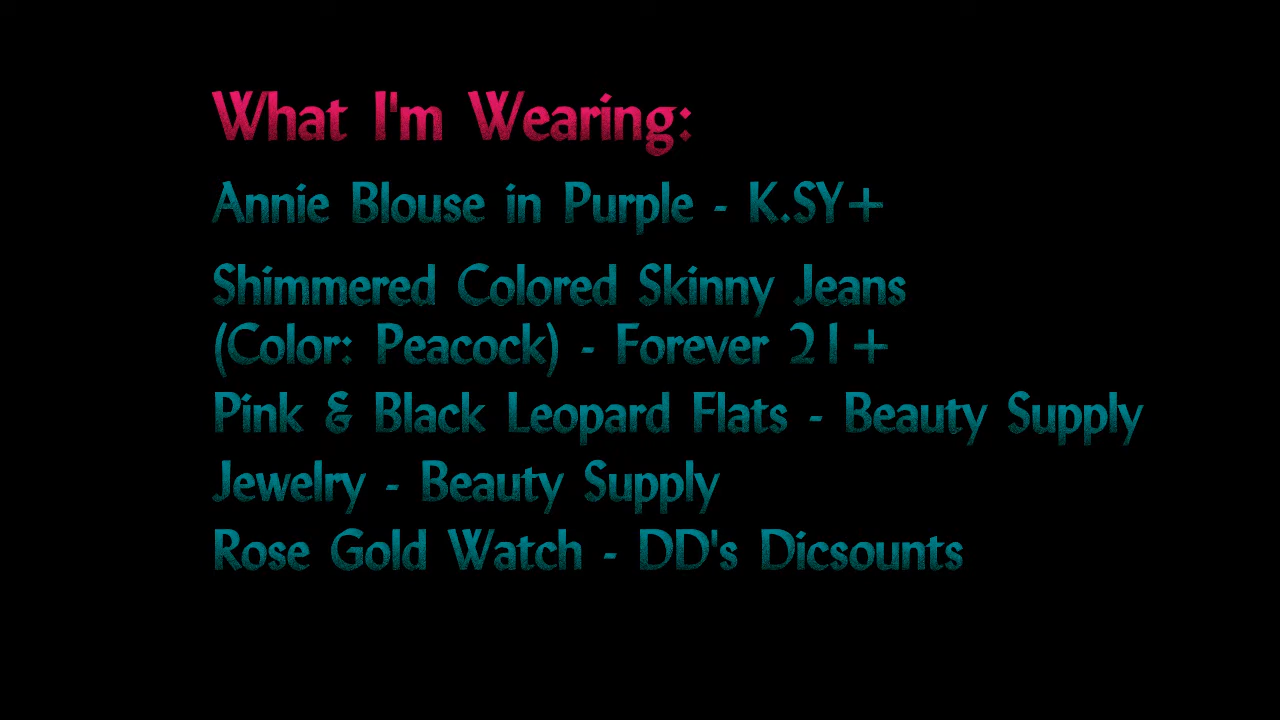 What I'm Wearing:
Annie Blouse in Purple - K.SY+
Shimmered Colored Skinny Jeans
(Color: Peacock) - Forever 21+
Pink & Black Leopard Flats - Beauty Supply
Jewelry - Beauty Supply
Rose Gold Watch - DD's Dicsounts